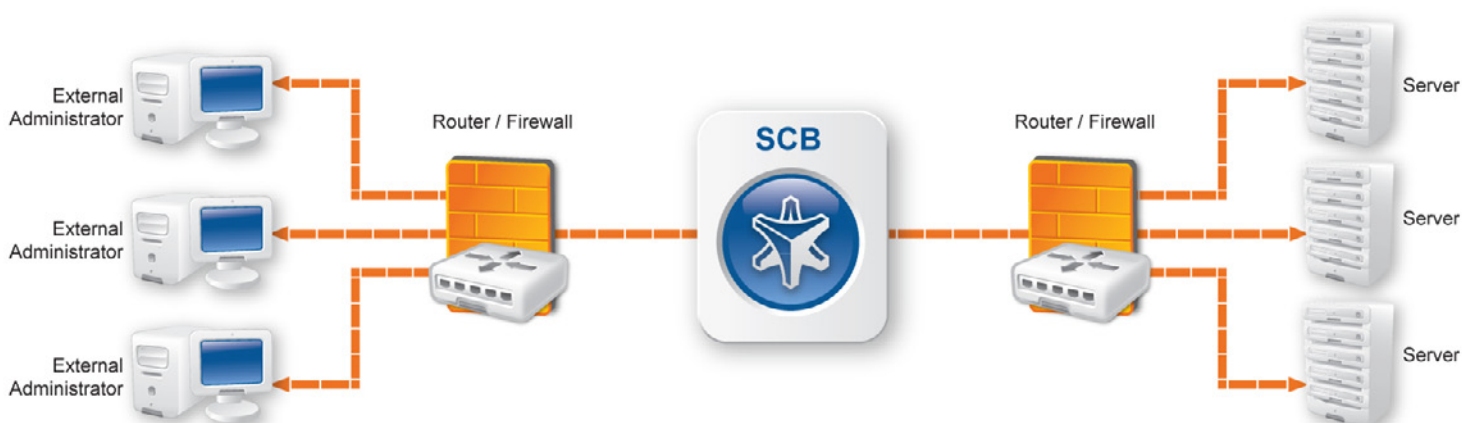 External
Administrator
Router / Firewall
SCB
Router / Firewall
Server
External
Administrator
Server
External
Administrator
Server